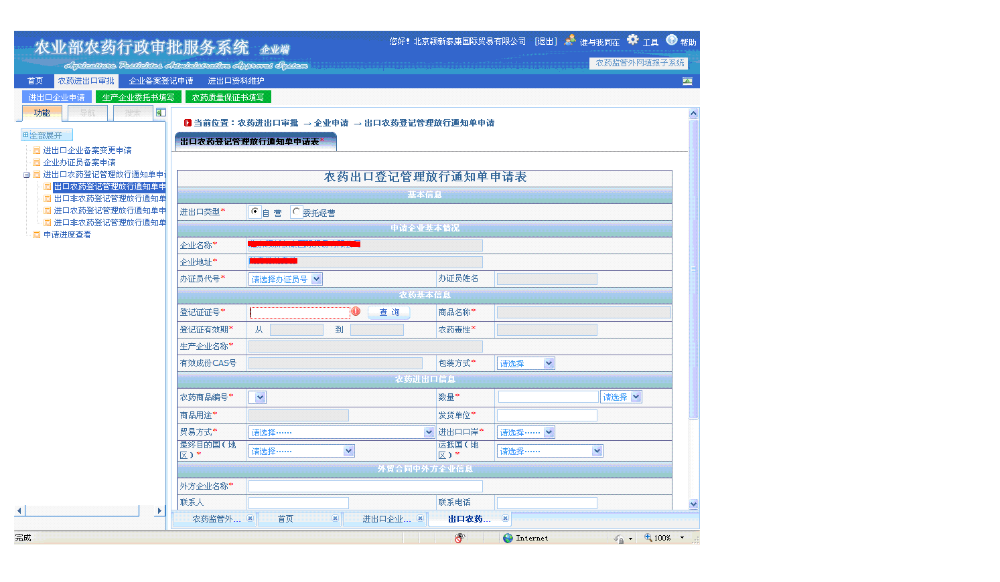 农业部农药行政审批服务系统 企业端
Agriculture Pesticides Administration Approval System
您好！北京颖新泰康国际贸易有限公司 [退出] 谁与我同在 工具 帮助
农药监管外网填报子系统
首页 农药进出口审批 企业备案登记申请 进出口资料维护
进出口企业申请 生产企业委托书填写 农药质量保证书填写
功能 导航 搜索
全部展开
进出口企业备案变更申请
企业办证员备案申请
进出口农药登记管理放行通知单申
出口农药登记管理放行通知单申
出口非农药登记管理放行通知单
进口农药登记管理放行通知单申
进口非农药登记管理放行通知单
申请进度查看
当前位置：农药进出口审批 → 企业申请 → 出口农药登记管理放行通知单申请
出口农药登记管理放行通知单申请表*
农药出口登记管理放行通知单申请表
基本信息
进出口类型* 自 营 委托经营
申请企业基本情况
企业名称*
企业地址*
办证员代号* 请选择办证员号 办证员姓名
农药基本信息
登记证证号* 查 询 商品名称*
登记证有效期* 从 到 农药毒性*
生产企业名称*
有效成份CAS号 包装方式* 请选择
农药进出口信息
农药商品编号* 数量* 请选择
商品用途* 发货单位*
贸易方式* 请选择…… 进出口口岸* 请选择……
最终目的国（地区）* 请选择…… 运抵国（地区）* 请选择……
外贸合同中外方企业信息
外方企业名称*
联系人 联系电话
农药监管外... 首页 进出口企业... 出口农药...
完成 Internet 100%